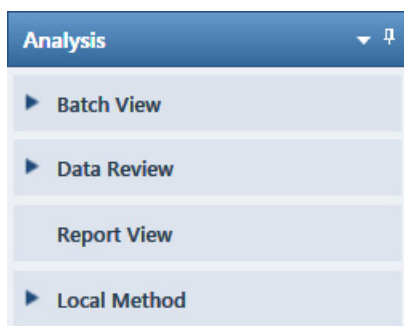 Analysis
Batch View
Data Review
Report View
Local Method